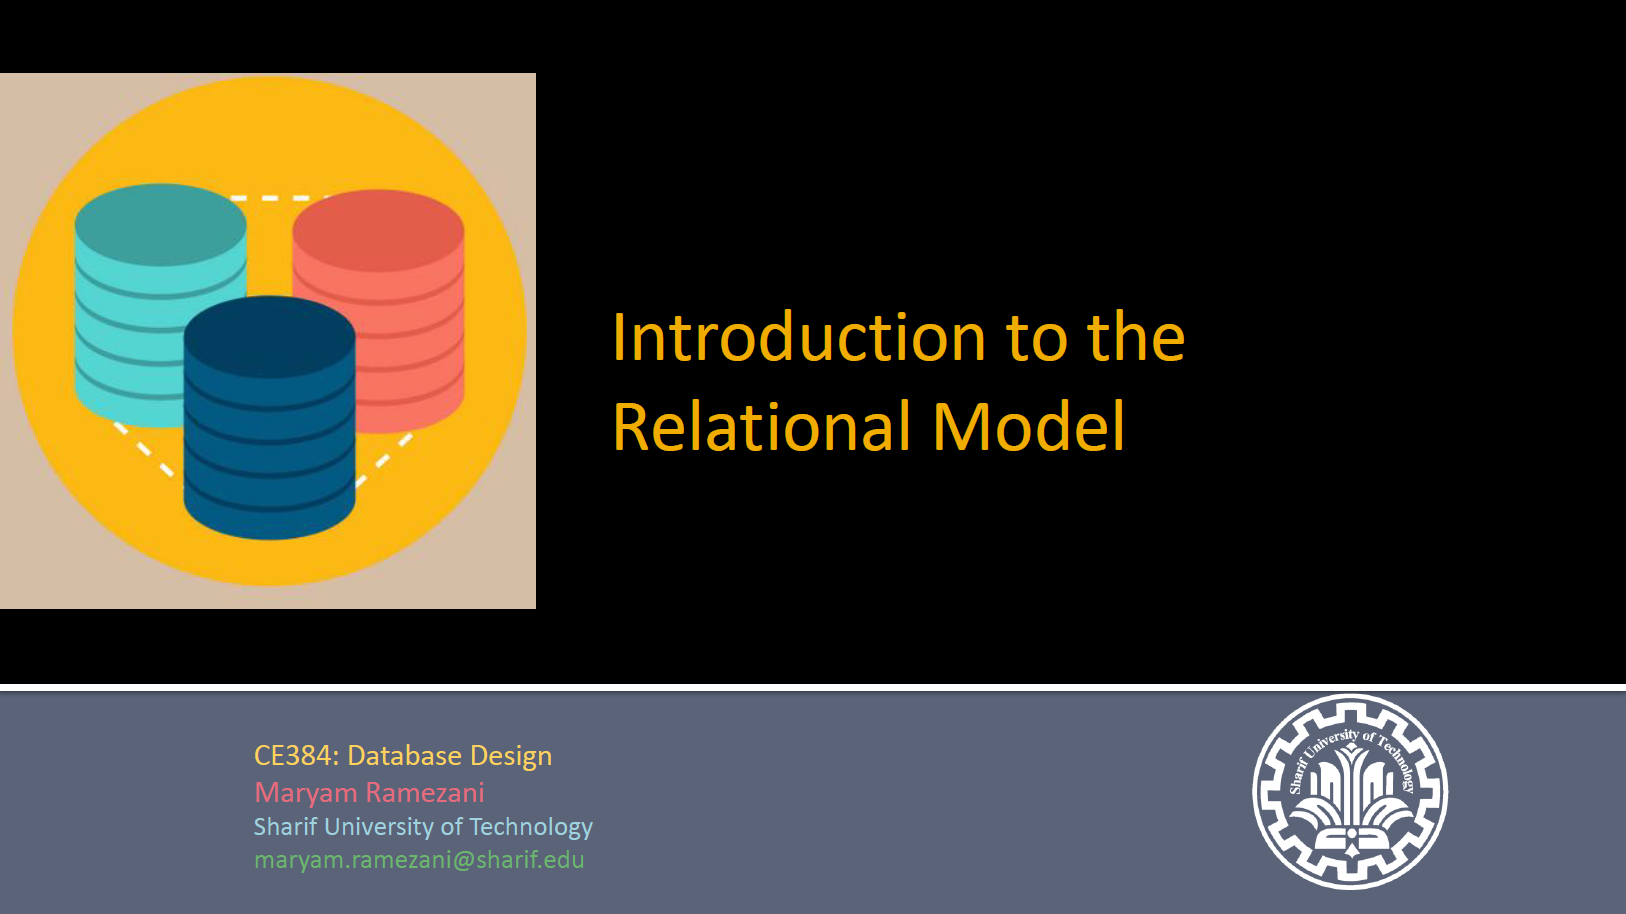 Introduction to the
Relational Model
CE384: Database Design
Maryam Ramezani
Sharif University of Technology
maryam.ramezani@sharif.edu
Sharif University of Technology